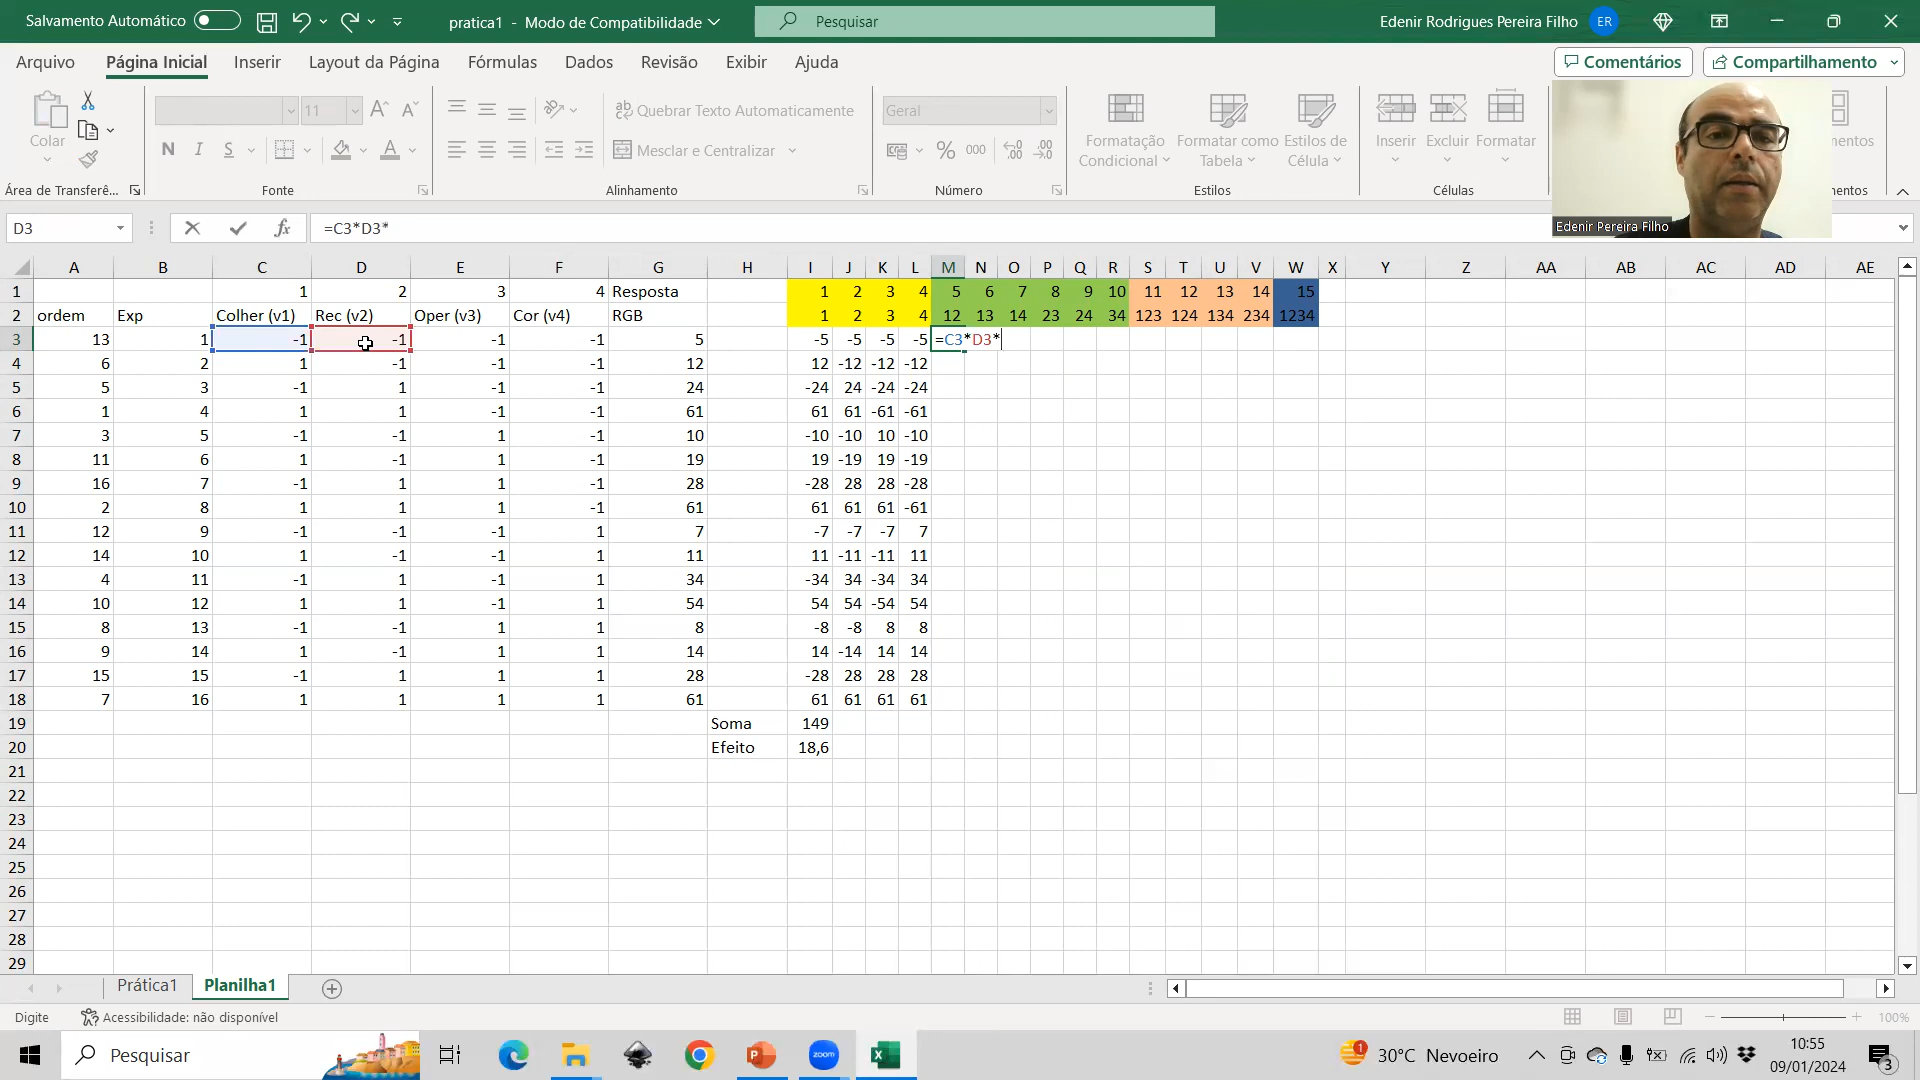 Salvamento Automático
pratica1 - Modo de Compatibilidade
Pesquisar
Edenir Rodrigues Pereira Filho ER
Arquivo Página Inicial Inserir Layout da Página Fórmulas Dados Revisão Exibir Ajuda
Comentários Compartilhamento
Colar
11
N I S
Quebrar Texto Automaticamente
Mesclar e Centralizar
Geral
% 000
Formatação Condicional
Formatar como Tabela
Estilos de Célula
Inserir Excluir Formatar
Área de Transferê... Fonte Alinhamento Número Estilos Células
Edenir Pereira Filho
D3 fx =C3*D3*
A B C D E F G H I J K L M N O P Q R S T U V W X Y Z AA AB AC AD AE
1 1 2 3 4 Resposta 1 2 3 4 5 6 7 8 9 10 11 12 13 14 15
2 ordem Exp Colher (v1) Rec (v2) Oper (v3) Cor (v4) RGB 1 2 3 4 12 13 14 23 24 34 123 124 134 234 1234
3 13 1 -1 -1 -1 -1 5 -5 -5 -5 -5 =C3*D3*
4 6 2 1 -1 -1 -1 12 12 -12 -12 -12
5 5 3 -1 1 -1 -1 24 -24 24 -24 -24
6 1 4 1 1 -1 -1 61 61 61 -61 -61
7 3 5 -1 -1 1 -1 10 -10 -10 10 -10
8 11 6 1 -1 1 -1 19 19 -19 19 -19
9 16 7 -1 1 1 -1 28 -28 28 28 -28
10 2 8 1 1 1 -1 61 61 61 61 -61
11 12 9 -1 -1 -1 1 7 -7 -7 -7 7
12 14 10 1 -1 -1 1 11 11 -11 -11 11
13 4 11 -1 1 -1 1 34 -34 34 -34 34
14 10 12 1 1 -1 1 54 54 54 -54 54
15 8 13 -1 -1 1 1 8 -8 -8 8 8
16 9 14 1 -1 1 1 14 14 -14 14 14
17 15 15 -1 1 1 1 28 -28 28 28 28
18 7 16 1 1 1 1 61 61 61 61 61
19 Soma 149
20 Efeito 18,6
21
22
23
24
25
26
27
28
29
Prática1 Planilha1
Digite Acessibilidade: não disponível 100%
Pesquisar
zoom
30°C Nevoeiro
10:55
09/01/2024
3